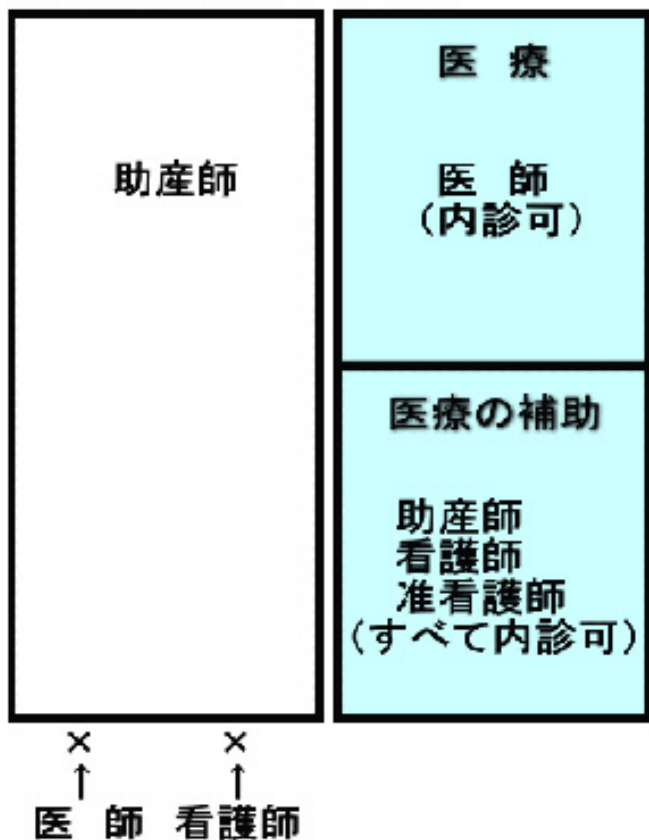 助産師
医 療
医 師
(内診可)
医療の補助
助産師
看護師
准看護師
(すべて内診可)
× ×
↑ ↑
医 師 看護師